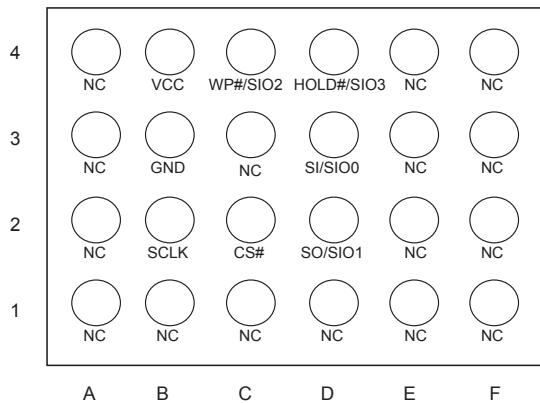 4
NC VCC WP#/SIO2 HOLD#/SIO3 NC NC
3
NC GND NC SI/SIO0 NC NC
2
NC SCLK CS# SO/SIO1 NC NC
1
NC NC NC NC NC NC
A B C D E F